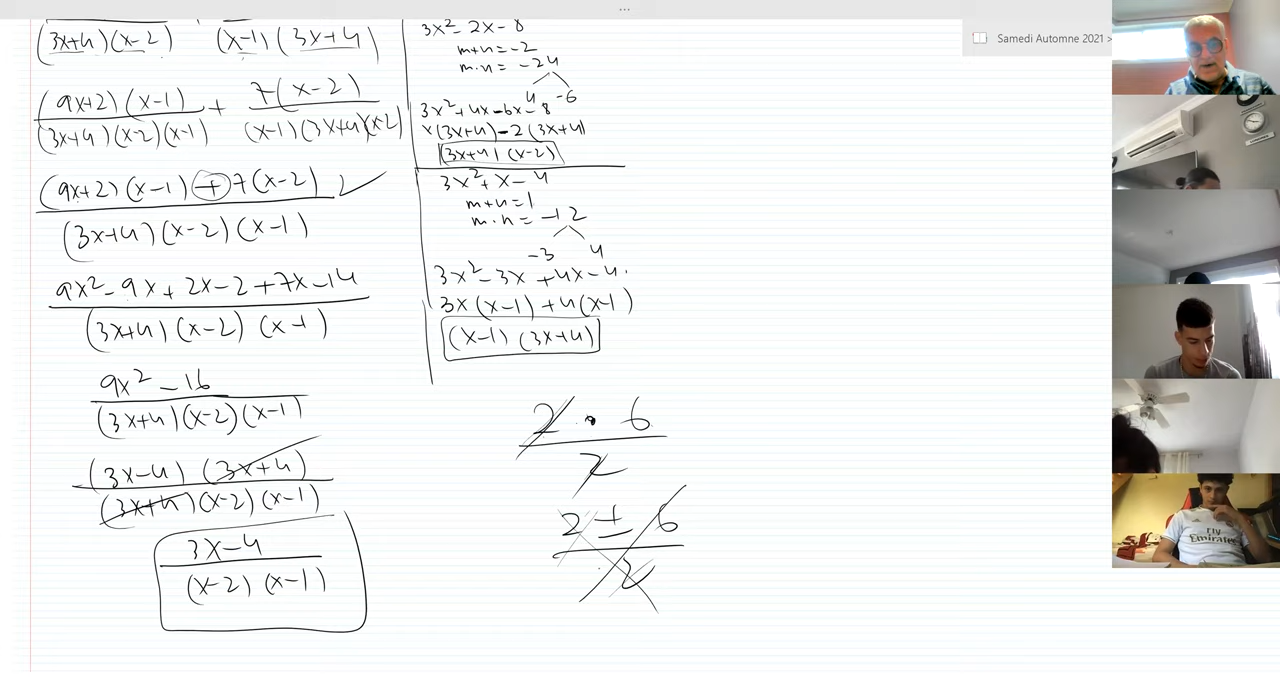 (3x+4)(x-2) (x-1)(3x+4)
(9x+2)(x-1) + 7(x-2)
(3x+4)(x-2)(x-1) (x-1)(3x+4)(x-2)
(9x+2)(x-1) + 7(x-2) ✓
(3x+4)(x-2)(x-1)
9x²-9x+2x-2+7x-14
(3x+4)(x-2)(x-1)
9x²-16
(3x+4)(x-2)(x-1)
(3x-4)(3x+4)
(3x+4)(x-2)(x-1)
3x-4
(x-2)(x-1)
3x²-2x-8
m+n=-2
m·n=-24
4 -6
3x²+4x-6x-8
x(3x+4)-2(3x+4)
(3x+4)(x-2)
3x²+x-4
m+n=1
m·n=-12
-3 4
3x²-3x+4x-4
3x(x-1)+4(x-1)
(x-1)(3x+4)
2 · 6
2
2 ± 6
2
Samedi Automne 2021 >
Fly
Emirates